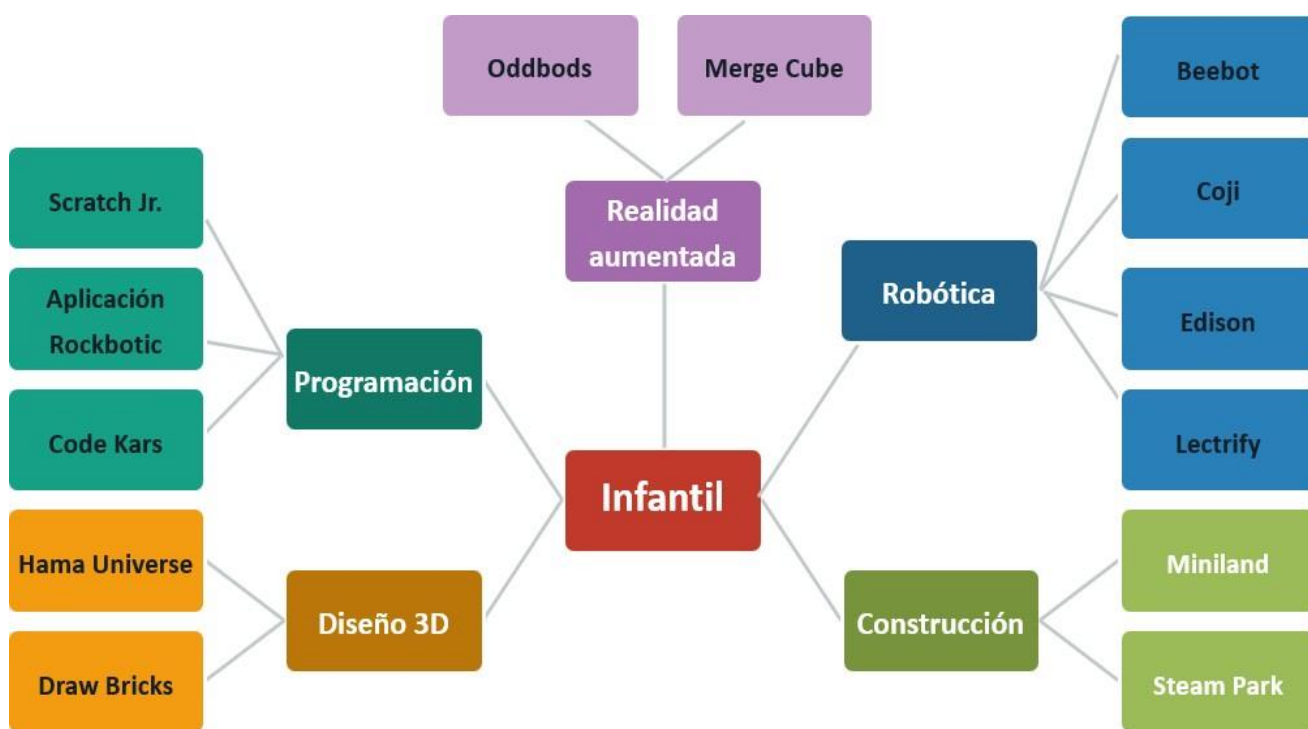 Oddbods
Merge Cube
Beebot
Scratch Jr.
Coji
Realidad
aumentada
Robótica
Aplicación
Rockbotic
Edison
Programación
Code Kars
Lectrify
Infantil
Hama Universe
Miniland
Diseño 3D
Construcción
Draw Bricks
Steam Park